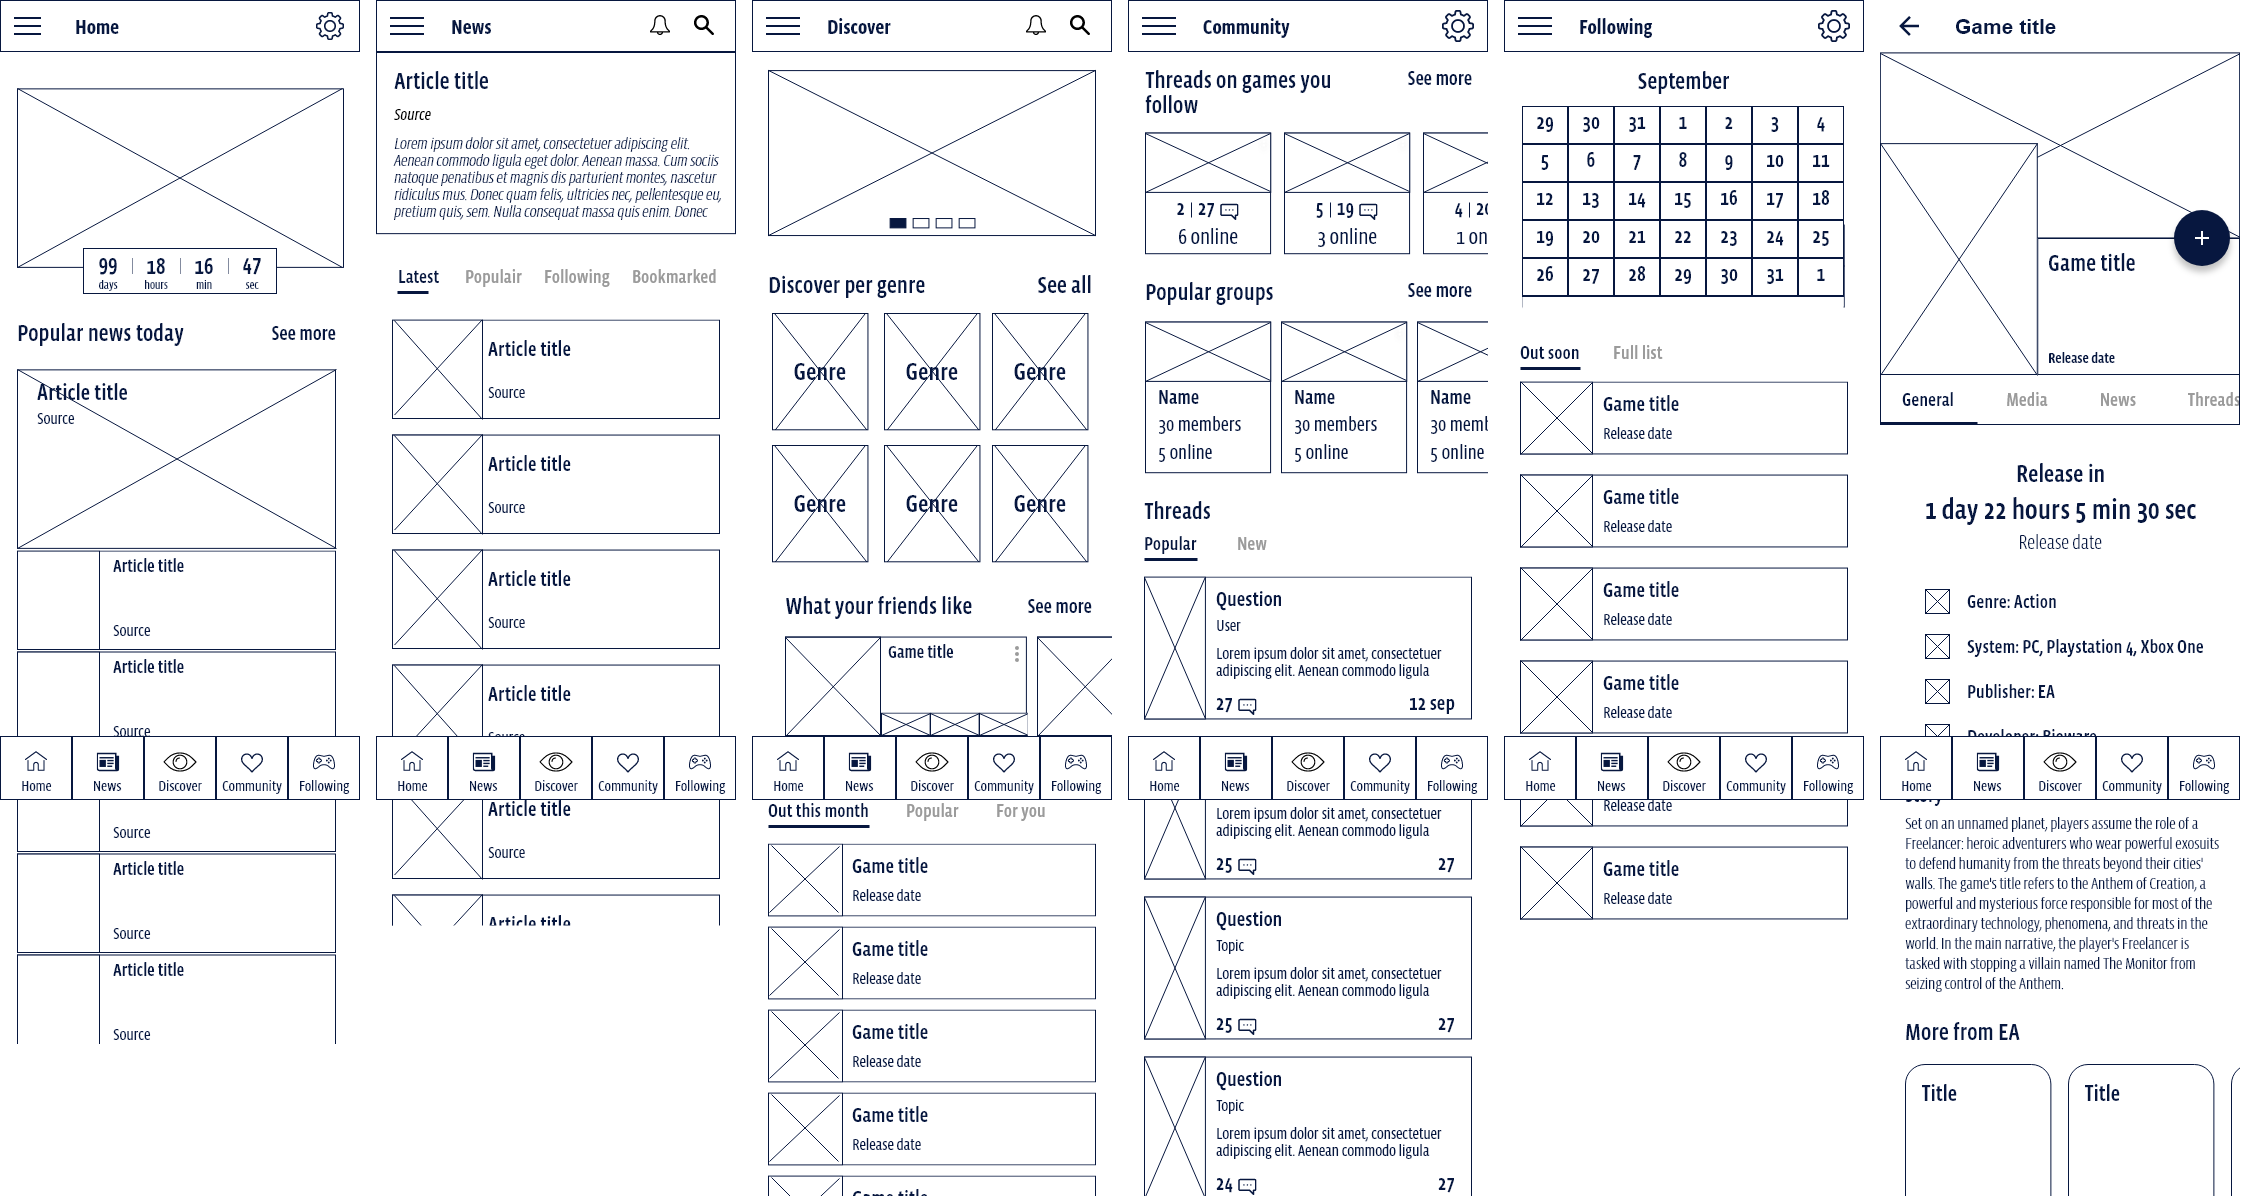 Home
99 18 16 47
days hours min sec
Popular news today See more
Article title
Source
Article title
Source
Article title
Source
Source
Article title
Source
Article title
Source
Home News Discover Community Following
News
Article title
Source
Lorem ipsum dolor sit amet, consectetuer adipiscing elit.
Aenean commodo ligula eget dolor. Aenean massa. Cum sociis
natoque penatibus et magnis dis parturient montes, nascetur
ridiculus mus. Donec quam felis, ultricies nec, pellentesque eu,
pretium quis, sem. Nulla consequat massa quis enim. Donec
Latest Populair Following Bookmarked
Article title
Source
Article title
Source
Article title
Source
Article title
Source
Home News Discover Community Following
Article title
Source
Article title
Discover
Discover per genre See all
Genre Genre Genre
Genre Genre Genre
What your friends like See more
Game title
Home News Discover Community Following
Out this month Popular For you
Game title
Release date
Game title
Release date
Game title
Release date
Game title
Release date
Game title
Community
Threads on games you See more
follow
2 | 27 5 | 19 4 | 20
6 online 3 online 1 on
Popular groups See more
Name Name Name
30 members 30 members 30 memb
5 online 5 online 5 online
Threads
Popular New
Question
User
Lorem ipsum dolor sit amet, consectetuer
adipiscing elit. Aenean commodo ligula
27 12 sep
Home News Discover Community Following
Lorem ipsum dolor sit amet, consectetuer
adipiscing elit. Aenean commodo ligula
25 27
Question
Topic
Lorem ipsum dolor sit amet, consectetuer
adipiscing elit. Aenean commodo ligula
25 27
Question
Topic
Lorem ipsum dolor sit amet, consectetuer
adipiscing elit. Aenean commodo ligula
24 27
Following
September
29 30 31 1 2 3 4
5 6 7 8 9 10 11
12 13 14 15 16 17 18
19 20 21 22 23 24 25
26 27 28 29 30 31 1
Out soon Full list
Game title
Release date
Game title
Release date
Game title
Release date
Game title
Release date
Home News Discover Community Following
Release date
Game title
Release date
Game title
Game title
Release date
General Media News Threads
Release in
1 day 22 hours 5 min 30 sec
Release date
Genre: Action
System: PC, Playstation 4, Xbox One
Publisher: EA
Developer: Bioware
Home News Discover Community Following
Story
Set on an unnamed planet, players assume the role of a
Freelancer: heroic adventurers who wear powerful exosuits
to defend humanity from the threats beyond their cities'
walls. The game's title refers to the Anthem of Creation, a
powerful and mysterious force responsible for most of the
extraordinary technology, phenomena, and threats in the
world. In the main narrative, the player's Freelancer is
tasked with stopping a villain named The Monitor from
seizing control of the Anthem.
More from EA
Title Title